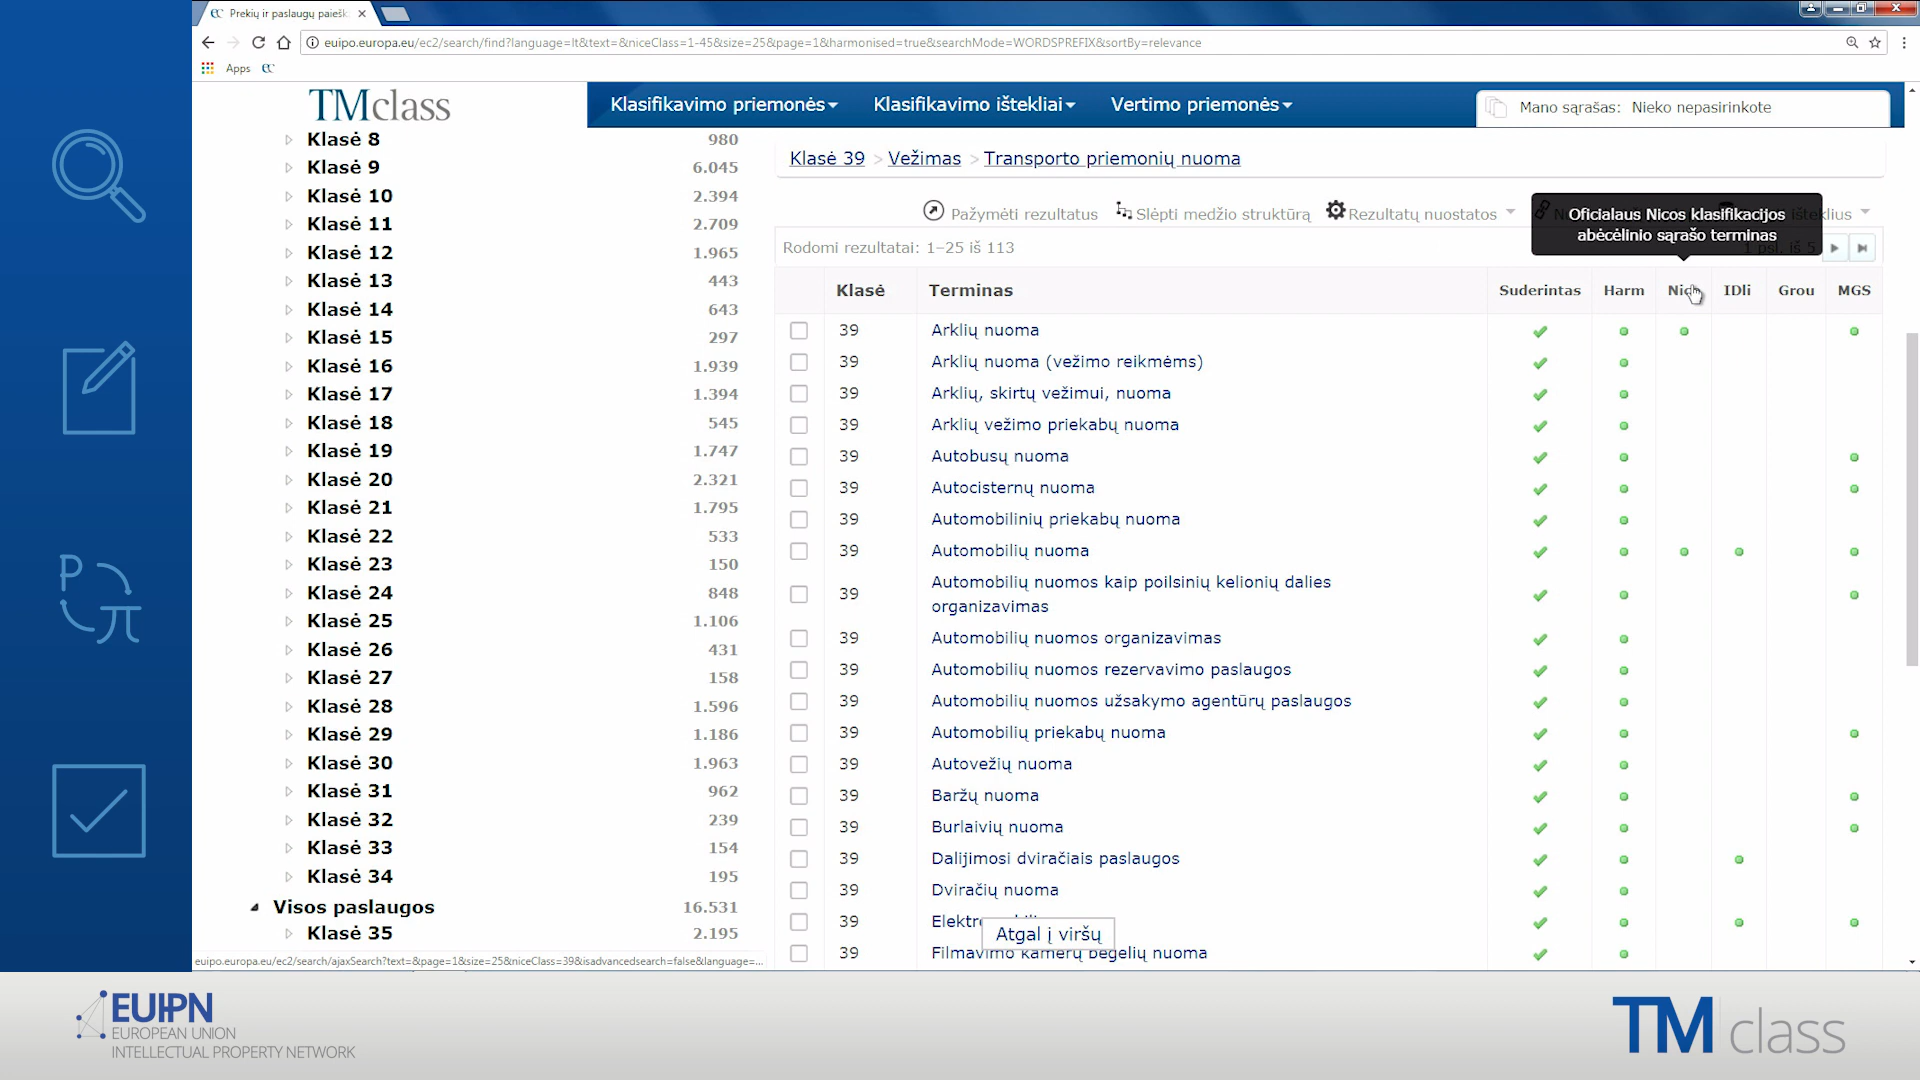 Prekių ir paslaugų paiešk
euipo.europa.eu/ec2/search/find?language=lt&text=&niceClass=1-45&size=25&page=1&harmonised=true&searchMode=WORDSPREFIX&sortBy=relevance
Apps
TMclass
Klasifikavimo priemonės
Klasifikavimo ištekliai
Vertimo priemonės
Mano sąrašas: Nieko nepasirinkote
Klasė 8 980
Klasė 9 6.045
Klasė 10 2.394
Klasė 11 2.709
Klasė 12 1.965
Klasė 13 443
Klasė 14 643
Klasė 15 297
Klasė 16 1.939
Klasė 17 1.394
Klasė 18 545
Klasė 19 1.747
Klasė 20 2.321
Klasė 21 1.795
Klasė 22 533
Klasė 23 150
Klasė 24 848
Klasė 25 1.106
Klasė 26 431
Klasė 27 158
Klasė 28 1.596
Klasė 29 1.186
Klasė 30 1.963
Klasė 31 962
Klasė 32 239
Klasė 33 154
Klasė 34 195
Visos paslaugos 16.531
Klasė 35 2.195
euipo.europa.eu/ec2/search/ajaxSearch?text=&page=1&size=25&niceClass=39&isadvancedsearch=false&language=...
Klasė 39 > Vežimas > Transporto priemonių nuoma
Pažymėti rezultatus Slėpti medžio struktūrą Rezultatų nuostatos
Oficialaus Nicos klasifikacijos
abėcėlinio sąrašo terminas
Rodomi rezultatai: 1–25 iš 113
1 psl. iš 5
Klasė Terminas Suderintas Harm IDli Grou MGS
39 Arklių nuoma
39 Arklių nuoma (vežimo reikmėms)
39 Arklių, skirtų vežimui, nuoma
39 Arklių vežimo priekabų nuoma
39 Autobusų nuoma
39 Autocisternų nuoma
39 Automobilinių priekabų nuoma
39 Automobilių nuoma
39 Automobilių nuomos kaip poilsinių kelionių dalies
organizavimas
39 Automobilių nuomos organizavimas
39 Automobilių nuomos rezervavimo paslaugos
39 Automobilių nuomos užsakymo agentūrų paslaugos
39 Automobilių priekabų nuoma
39 Autovežių nuoma
39 Baržų nuoma
39 Burlaivių nuoma
39 Dalijimosi dviračiais paslaugos
39 Dviračių nuoma
39
Atgal į viršų
39 Filmavimo kamerų bėgelių nuoma
P
π
EUIPN
EUROPEAN UNION
INTELLECTUAL PROPERTY NETWORK
TM class